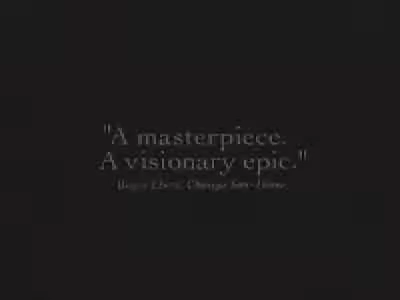 "A masterpiece.
A visionary epic."
Roger Ebert, Chicago Sun-Times